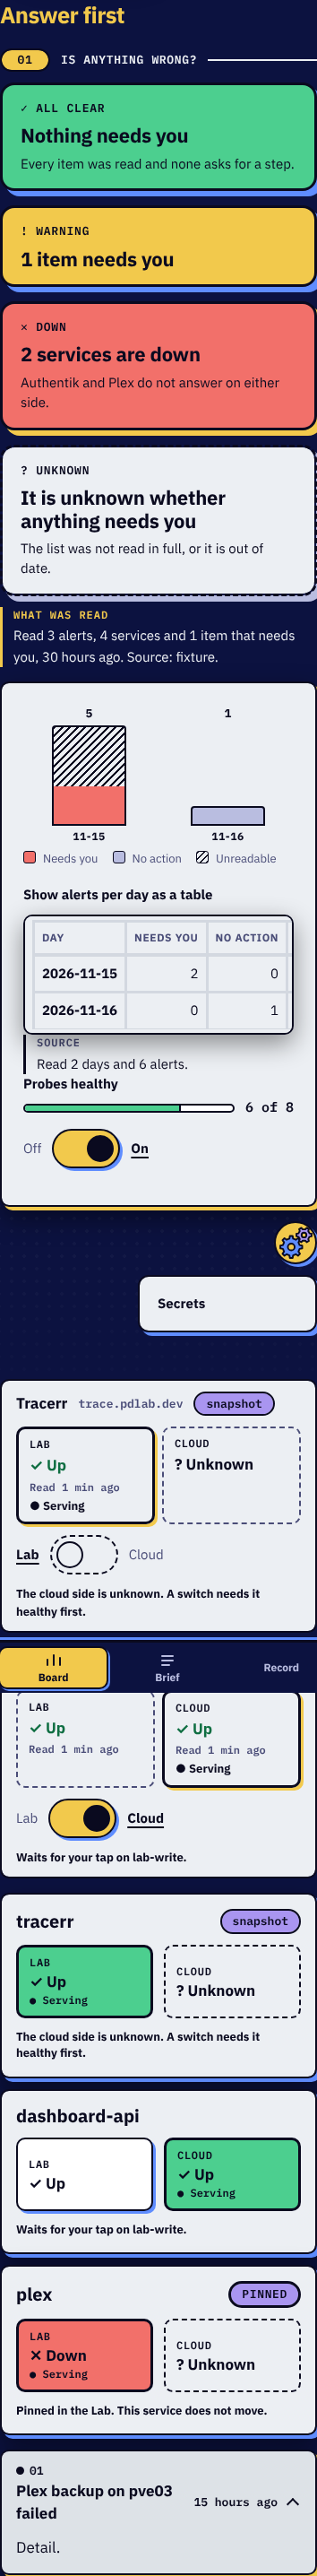 Answer first
01 IS ANYTHING WRONG?
✓ ALL CLEAR
Nothing needs you
Every item was read and none asks for a step.
! WARNING
1 item needs you
× DOWN
2 services are down
Authentik and Plex do not answer on either
side.
? UNKNOWN
It is unknown whether
anything needs you
The list was not read in full, or it is out of
date.
WHAT WAS READ
Read 3 alerts, 4 services and 1 item that needs
you, 30 hours ago. Source: fixture.
5 1
11-15 11-16
Needs you No action Unreadable
Show alerts per day as a table
DAY NEEDS YOU NO ACTION
2026-11-15 2 0
2026-11-16 0 1
SOURCE
Read 2 days and 6 alerts.
Probes healthy
6 of 8
Off On
Secrets
Tracerr trace.pdlab.dev snapshot
LAB CLOUD
✓ Up ? Unknown
Read 1 min ago
● Serving
Lab Cloud
The cloud side is unknown. A switch needs it
healthy first.
Board Brief Record
LAB CLOUD
✓ Up ✓ Up
Read 1 min ago Read 1 min ago
● Serving
Lab Cloud
Waits for your tap on lab-write.
tracerr snapshot
LAB CLOUD
✓ Up ? Unknown
● Serving
The cloud side is unknown. A switch needs it
healthy first.
dashboard-api
LAB CLOUD
✓ Up ✓ Up
● Serving
Waits for your tap on lab-write.
plex PINNED
LAB CLOUD
× Down ? Unknown
● Serving
Pinned in the Lab. This service does not move.
● 01
Plex backup on pve03
failed
15 hours ago
Detail.